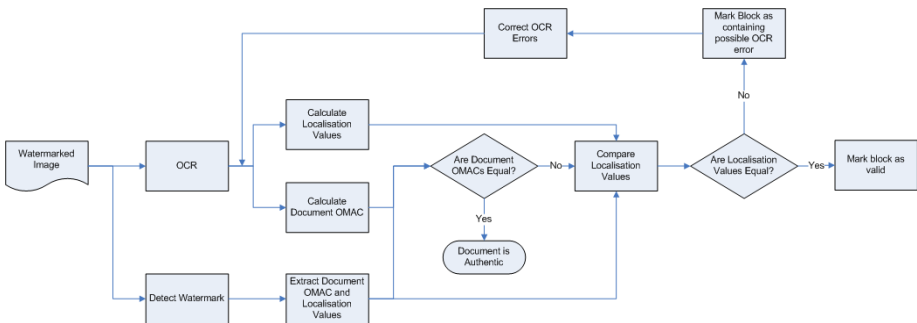 Correct OCR
Errors
Mark Block as
containing
possible OCR
error
No
Calculate
Localisation
Values
Watermarked
Image
OCR
Are Document
OMACs Equal?
No
Compare
Localisation
Values
Are Localisation
Values Equal?
Yes
Mark block as
valid
Calculate
Document OMAC
Yes
Document is
Authentic
Detect Watermark
Extract Document
OMAC and
Localisation
Values